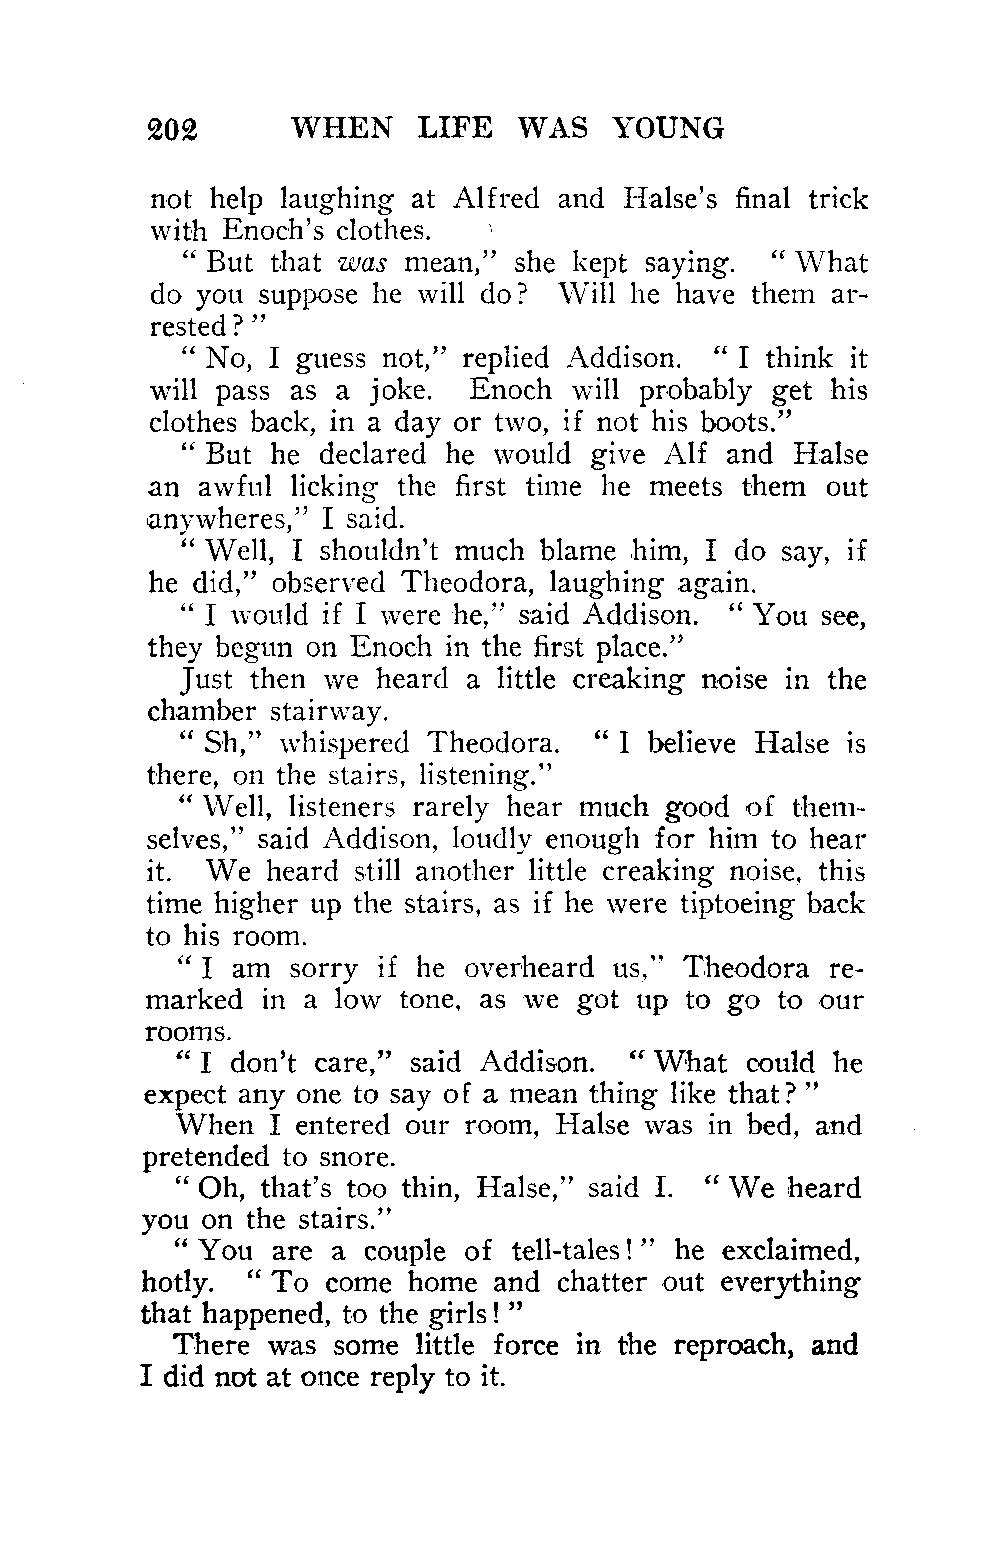 202 WHEN LIFE WAS YOUNG
not help laughing at Alfred and Halse's final trick
with Enoch's clothes.
“ But that was mean,” she kept saying. “ What
do you suppose he will do? Will he have them ar-
rested? ”
“ No, I guess not,” replied Addison. “ I think it
will pass as a joke. Enoch will probably get his
clothes back, in a day or two, if not his boots.”
“ But he declared he would give Alf and Halse
an awful licking the first time he meets them out
anywheres,” I said.
“ Well, I shouldn't much blame him, I do say, if
he did,” observed Theodora, laughing again.
“ I would if I were he,” said Addison. “ You see,
they begun on Enoch in the first place.”
Just then we heard a little creaking noise in the
chamber stairway.
“ Sh,” whispered Theodora. “ I believe Halse is
there, on the stairs, listening.”
“ Well, listeners rarely hear much good of them-
selves,” said Addison, loudly enough for him to hear
it. We heard still another little creaking noise, this
time higher up the stairs, as if he were tiptoeing back
to his room.
“ I am sorry if he overheard us,” Theodora re-
marked in a low tone, as we got up to go to our
rooms.
“ I don't care,” said Addison. “ What could he
expect any one to say of a mean thing like that? ”
When I entered our room, Halse was in bed, and
pretended to snore.
“ Oh, that's too thin, Halse,” said I. “ We heard
you on the stairs.”
“ You are a couple of tell-tales! ” he exclaimed,
hotly. “ To come home and chatter out everything
that happened, to the girls! ”
There was some little force in the reproach, and
I did not at once reply to it.